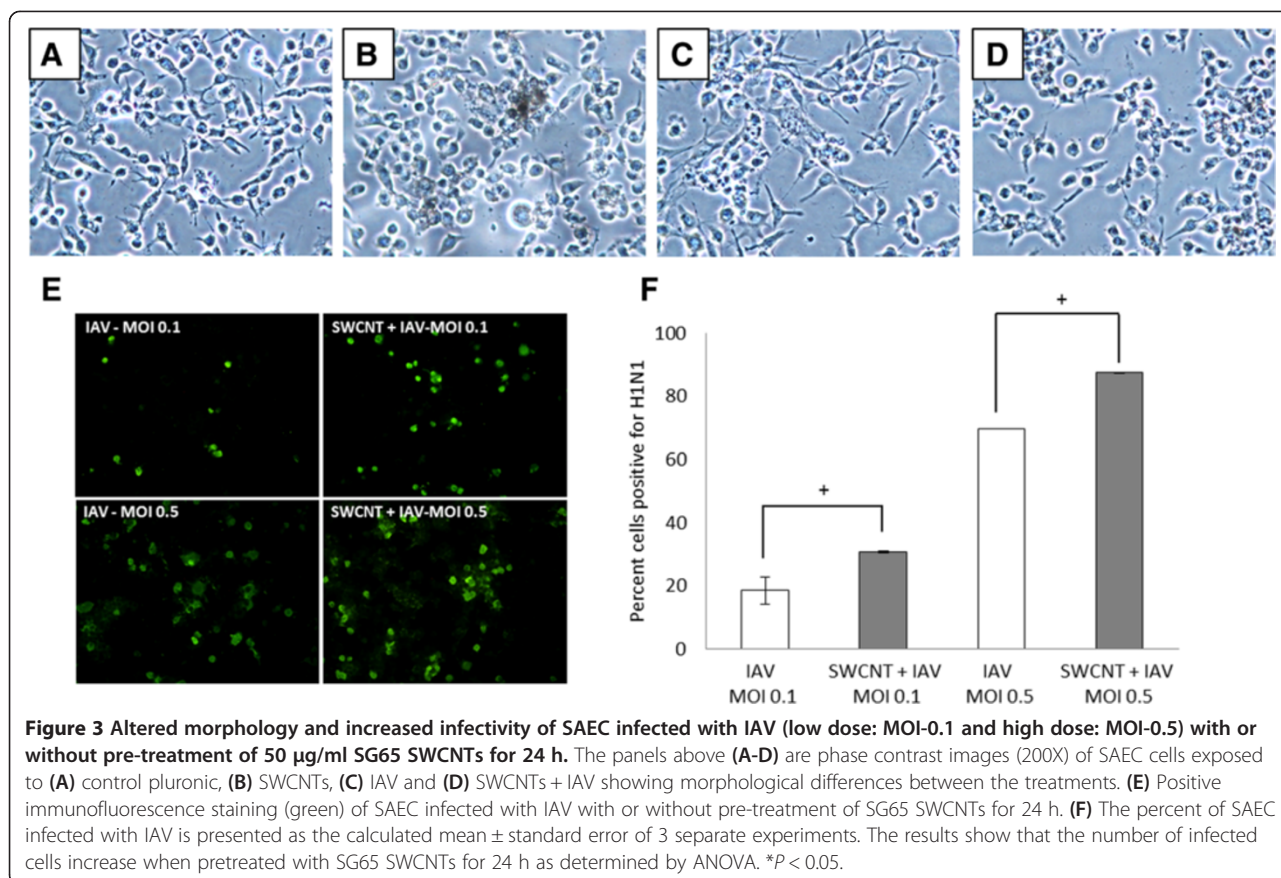 A
B
C
D
E
F
IAV - MOI 0.1
SWCNT + IAV-MOI 0.1
IAV - MOI 0.5
SWCNT + IAV-MOI 0.5
Percent cells positive for H1N1
100
80
60
40
20
0
+
+
IAV
MOI 0.1
SWCNT + IAV
MOI 0.1
IAV
MOI 0.5
SWCNT + IAV
MOI 0.5
Figure 3 Altered morphology and increased infectivity of SAEC infected with IAV (low dose: MOI-0.1 and high dose: MOI-0.5) with or
without pre-treatment of 50 μg/ml SG65 SWCNTs for 24 h. The panels above (A-D) are phase contrast images (200X) of SAEC cells exposed
to (A) control pluronic, (B) SWCNTs, (C) IAV and (D) SWCNTs + IAV showing morphological differences between the treatments. (E) Positive
immunofluorescence staining (green) of SAEC infected with IAV with or without pre-treatment of SG65 SWCNTs for 24 h. (F) The percent of SAEC
infected with IAV is presented as the calculated mean ± standard error of 3 separate experiments. The results show that the number of infected
cells increase when pretreated with SG65 SWCNTs for 24 h as determined by ANOVA. *P < 0.05.